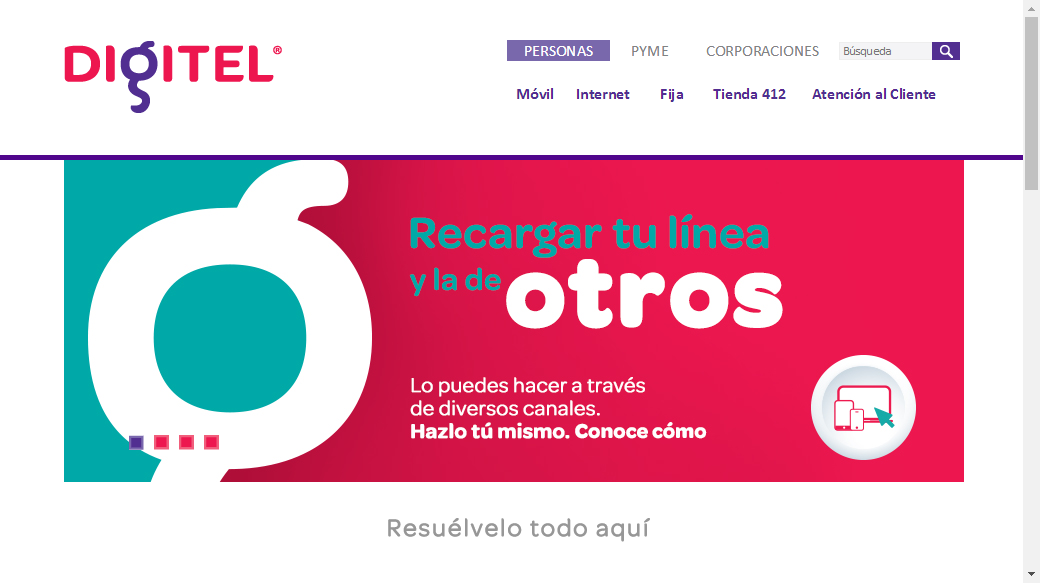 DIGITEL®
PERSONAS PYME CORPORACIONES Búsqueda
Móvil Internet Fija Tienda 412 Atención al Cliente
Recargar tu línea
y la de otros
Lo puedes hacer a través
de diversos canales.
Hazlo tú mismo. Conoce cómo
Resuélvelo todo aquí